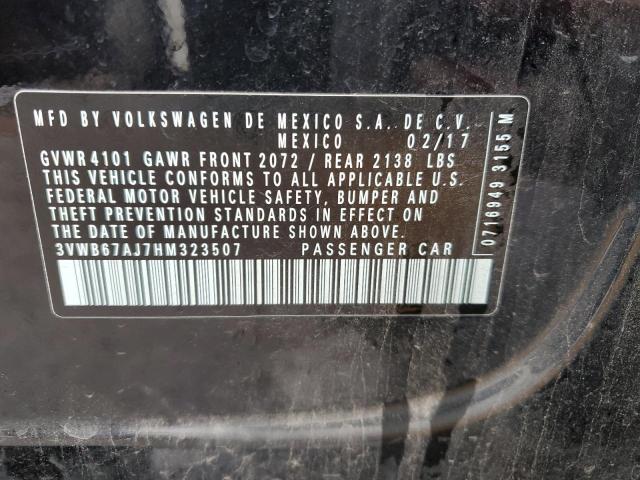 MFD BY VOLKSWAGEN DE MEXICO S.A. DE C.V.
MEXICO 02/17
GVWR 4101 GAWR FRONT 2072 / REAR 2138 LBS
THIS VEHICLE CONFORMS TO ALL APPLICABLE U.S.
FEDERAL MOTOR VEHICLE SAFETY, BUMPER AND
THEFT PREVENTION STANDARDS IN EFFECT ON
THE DATE OF MANUFACTURE SHOWN ABOVE.
3VWB67AJ7HM323507 PASSENGER CAR
0716949 3155 M